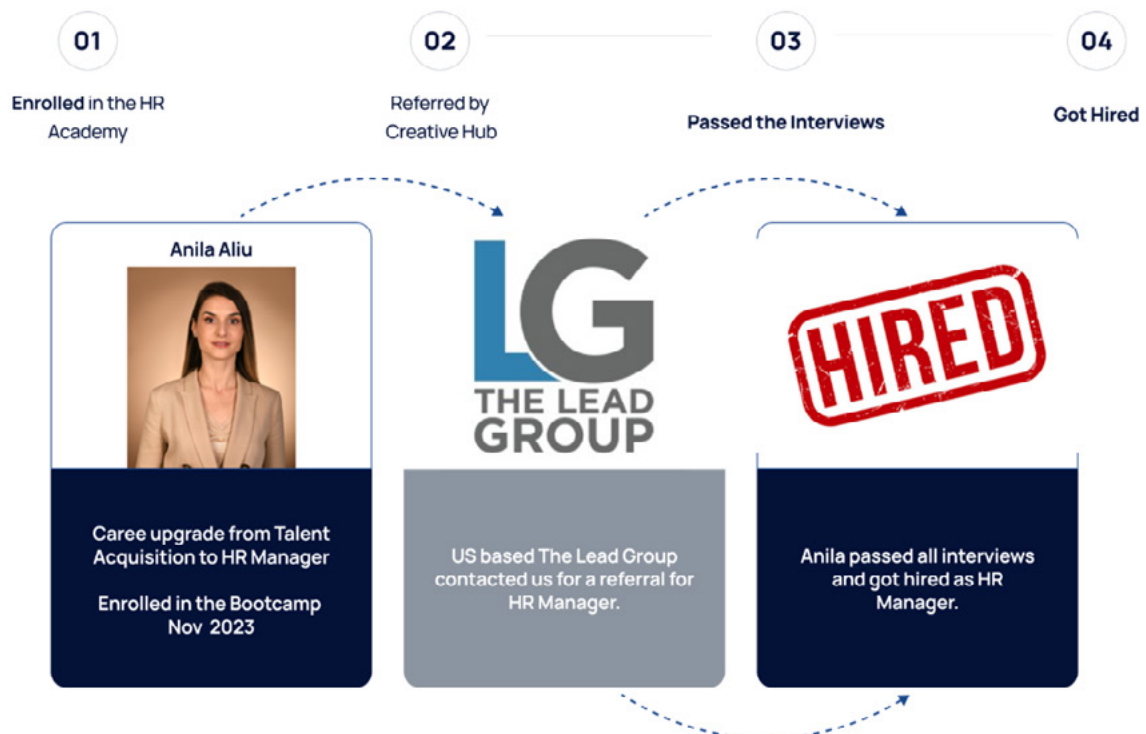 01
02
03
04
Enrolled in the HR
Academy
Referred by
Creative Hub
Passed the Interviews
Got Hired
Anila Aliu
LG
THE LEAD
GROUP
HIRED
Caree upgrade from Talent
Acquisition to HR Manager
Enrolled in the Bootcamp
Nov 2023
US based The Lead Group
contacted us for a referral for
HR Manager.
Anila passed all interviews
and got hired as HR
Manager.